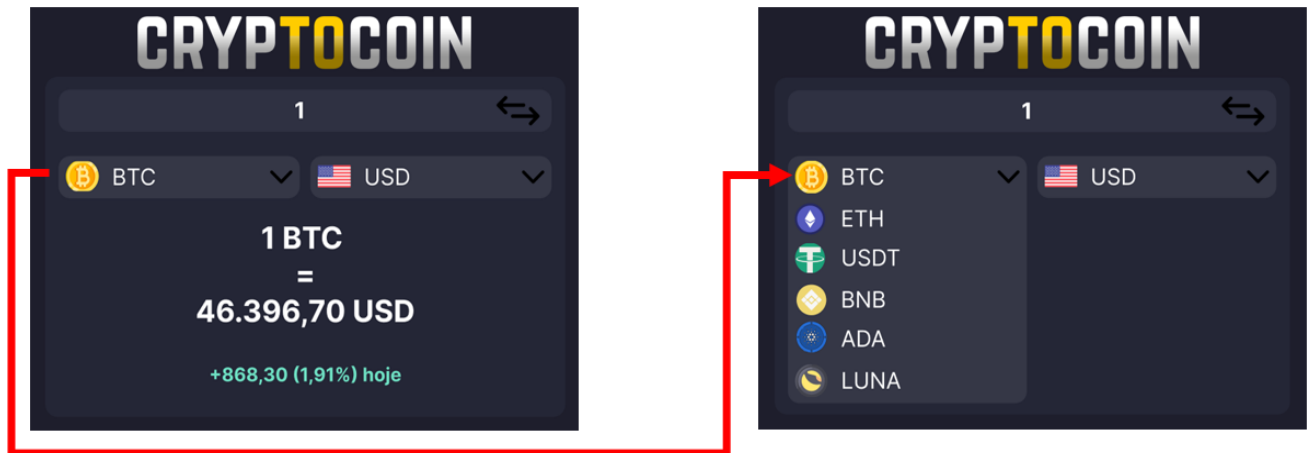 CRYPTOCOIN
1
BTC USD
1 BTC
=
46.396,70 USD
+868,30 (1,91%) hoje
CRYPTOCOIN
1
BTC USD
ETH
USDT
BNB
ADA
LUNA